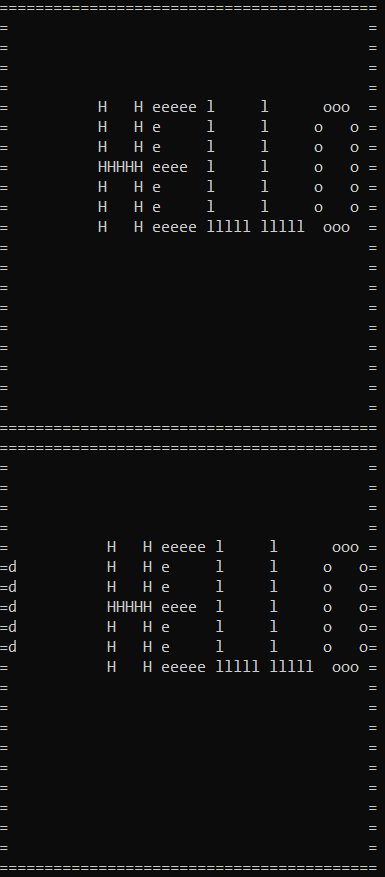 ==========================================
=                                        =
=                                        =
=                                        =
=                                        =
=          H   H eeeee l     l      ooo  =
=          H   H e     l     l     o   o =
=          H   H e     l     l     o   o =
=          HHHHH eeee  l     l     o   o =
=          H   H e     l     l     o   o =
=          H   H e     l     l     o   o =
=          H   H eeeee lllll lllll  ooo  =
=                                        =
=                                        =
=                                        =
=                                        =
=                                        =
=                                        =
=                                        =
=                                        =
=                                        =
==========================================
==========================================
=                                        =
=                                        =
=                                        =
=                                        =
=           H   H eeeee l     l      ooo =
=d          H   H e     l     l     o   o=
=d          H   H e     l     l     o   o=
=d          HHHHH eeee  l     l     o   o=
=d          H   H e     l     l     o   o=
=d          H   H e     l     l     o   o=
=           H   H eeeee lllll lllll  ooo =
=                                        =
=                                        =
=                                        =
=                                        =
=                                        =
=                                        =
=                                        =
=                                        =
=                                        =
==========================================